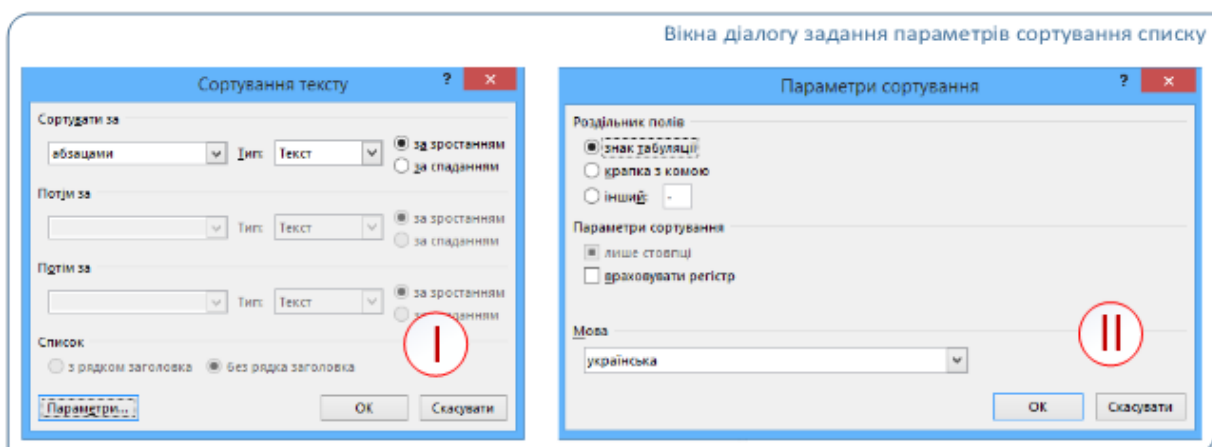 Вікна діалогу задання параметрів сортування списку
Сортування тексту ?
Сортувати за
абзацами Тип: Текст за зростанням
за спаданням
Потім за
Тип: Текст за зростанням
за спаданням
Потім за
Тип: Текст за зростанням
за спаданням
Список
з рядком заголовка без рядка заголовка
Параметри... ОК Скасувати
I
Параметри сортування ?
Роздільник полів
знак табуляції
крапка з комою
інший: -
Параметри сортування
лише стовпці
враховувати регістр
Мова
українська
ОК Скасувати
II